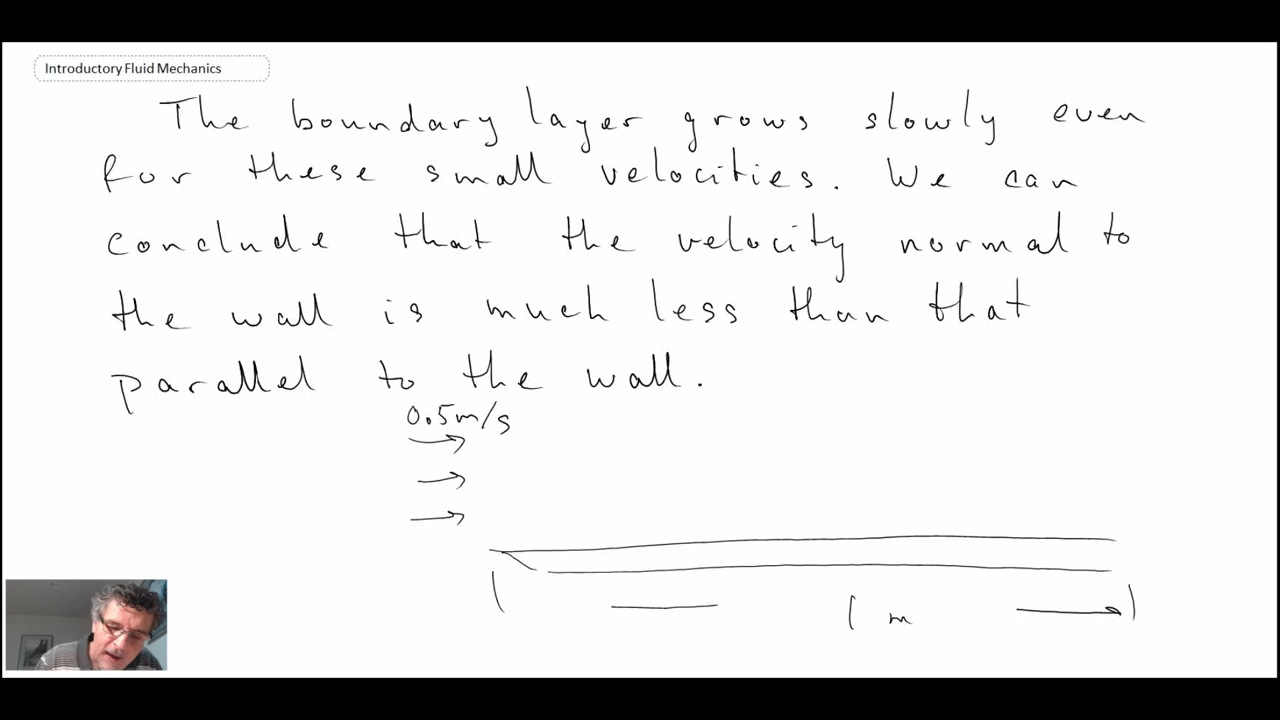 Introductory Fluid Mechanics
The boundary layer grows slowly even
for these small velocities. We can
conclude that the velocity normal to
the wall is much less than that
parallel to the wall.
0.5m/s
1 m